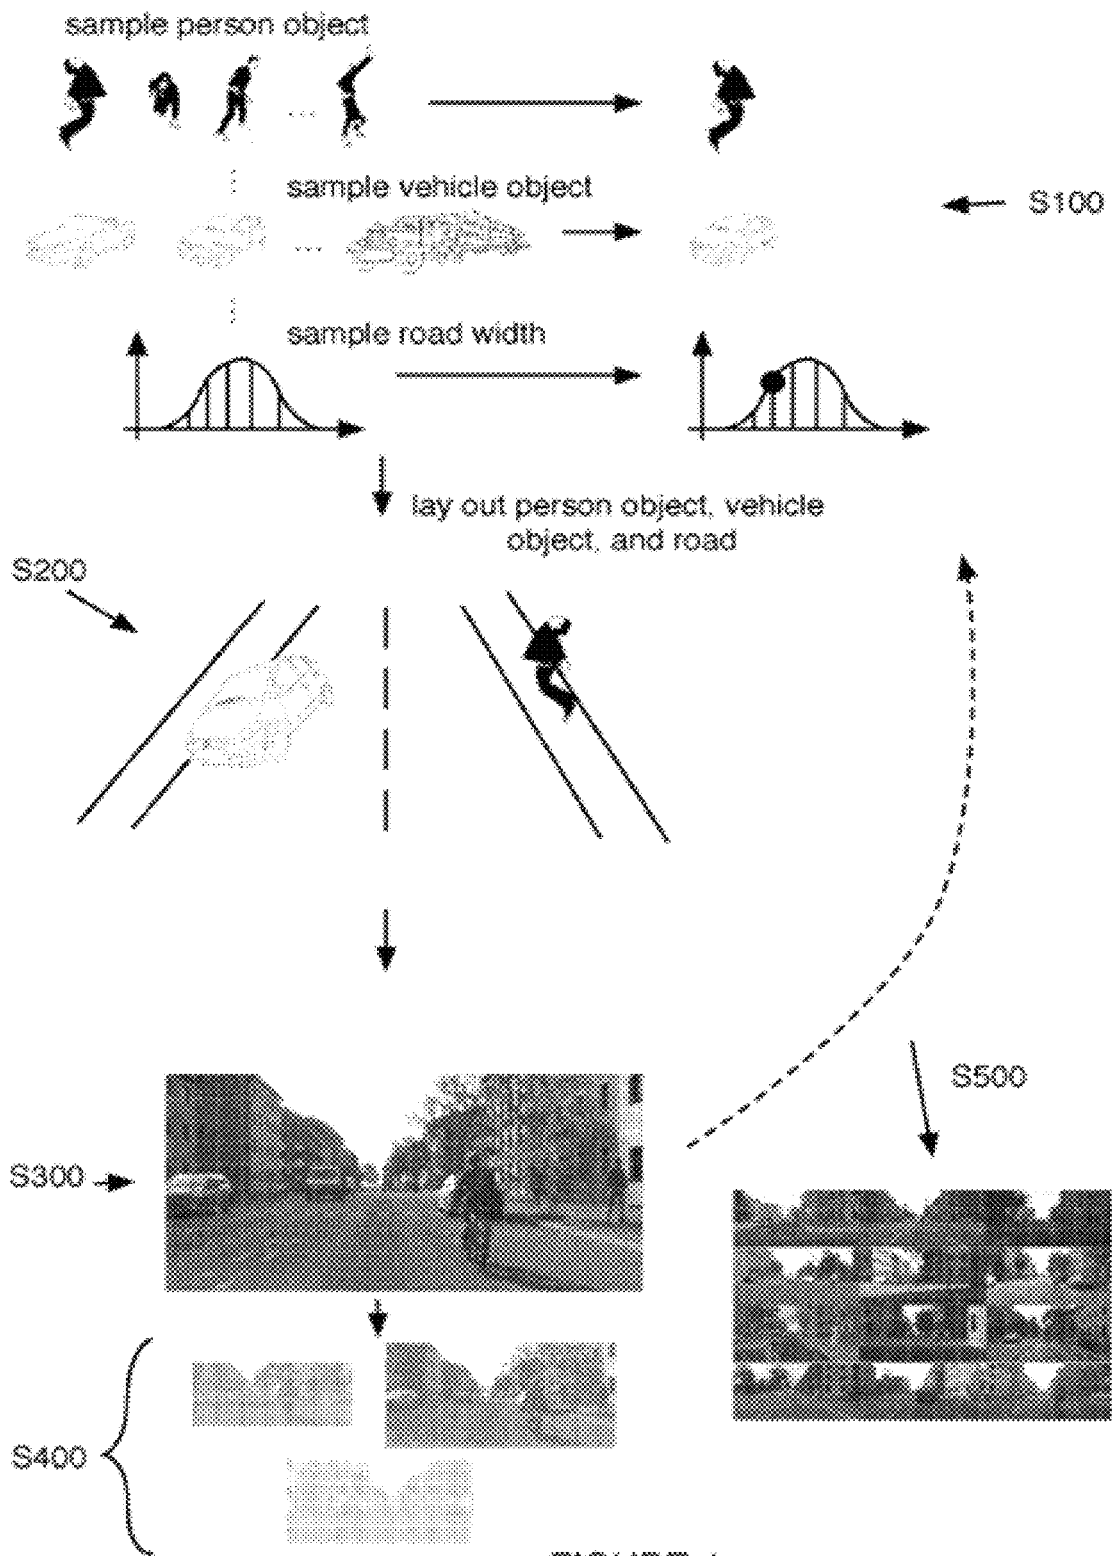 sample person object
...
sample vehicle object
S100
...
sample road width
lay out person object, vehicle
object, and road
S200
S500
S300
S400